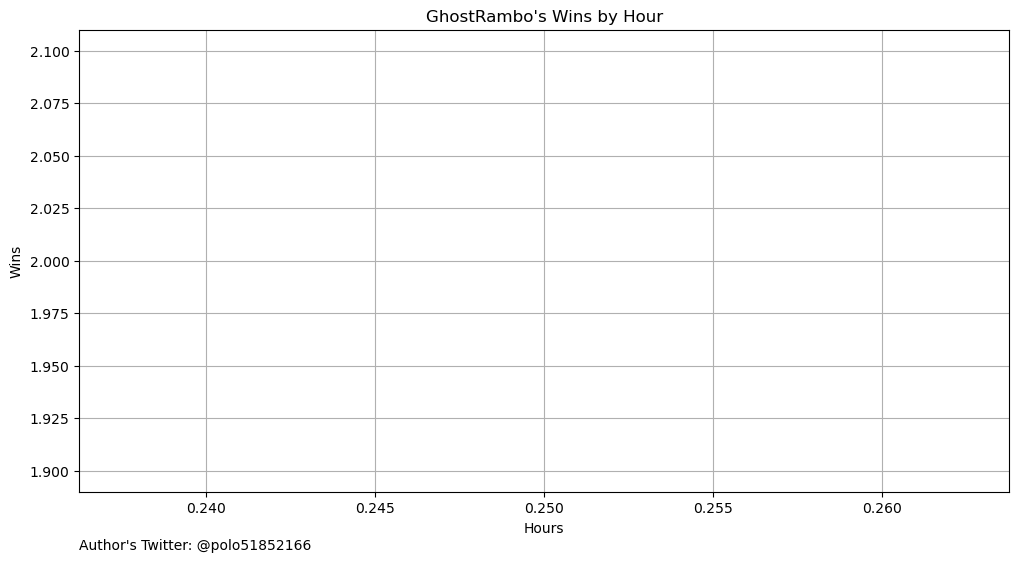 GhostRambo's Wins by Hour
2.100
2.075
2.050
2.025
2.000
1.975
1.950
1.925
1.900
Wins
0.240 0.245 0.250 0.255 0.260
Hours
Author's Twitter: @polo51852166